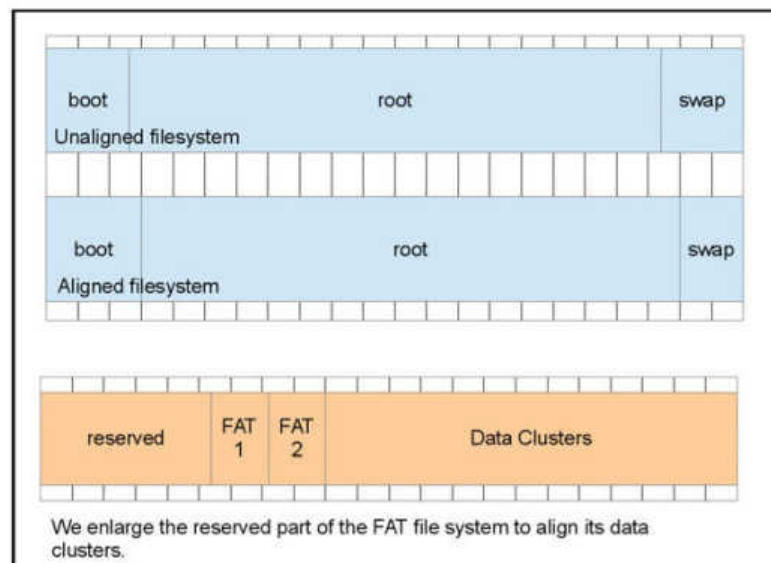 boot root swap
Unaligned filesystem
boot root swap
Aligned filesystem
reserved FAT 1 FAT 2 Data Clusters
We enlarge the reserved part of the FAT file system to align its data
clusters.